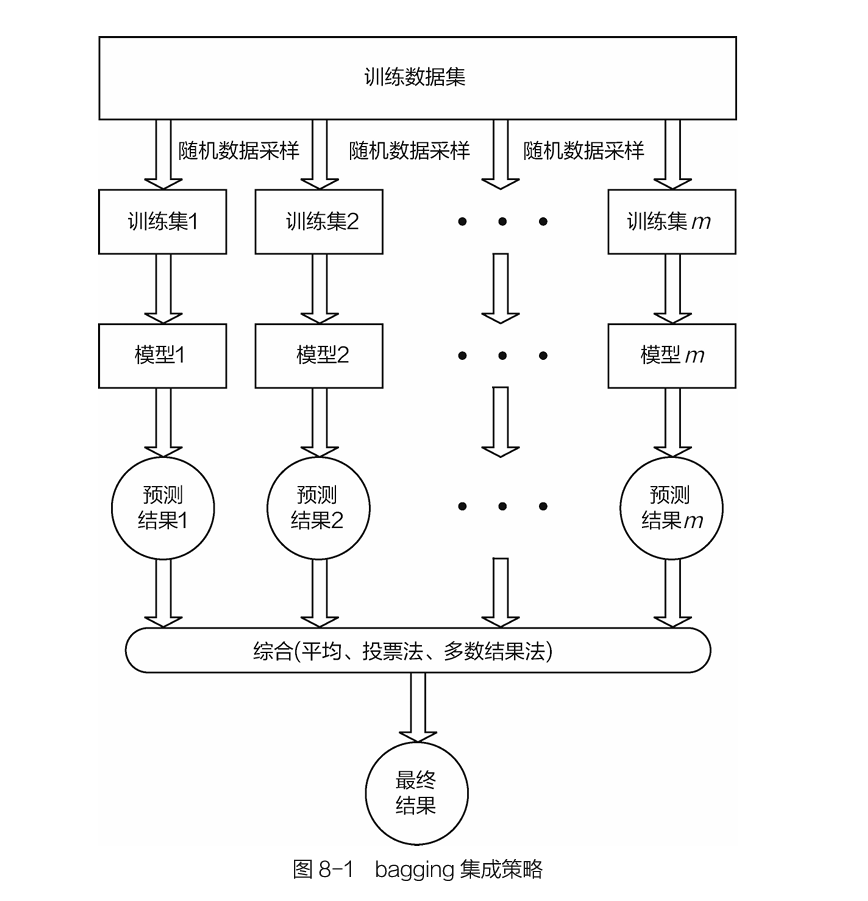 训练数据集
随机数据采样 随机数据采样 随机数据采样
训练集1 训练集2 • • • 训练集m
模型1 模型2 • • • 模型m
预测 预测 预测
结果1 结果2 • • • 结果m
综合(平均、投票法、多数结果法)
最终
结果
图 8-1 bagging 集成策略